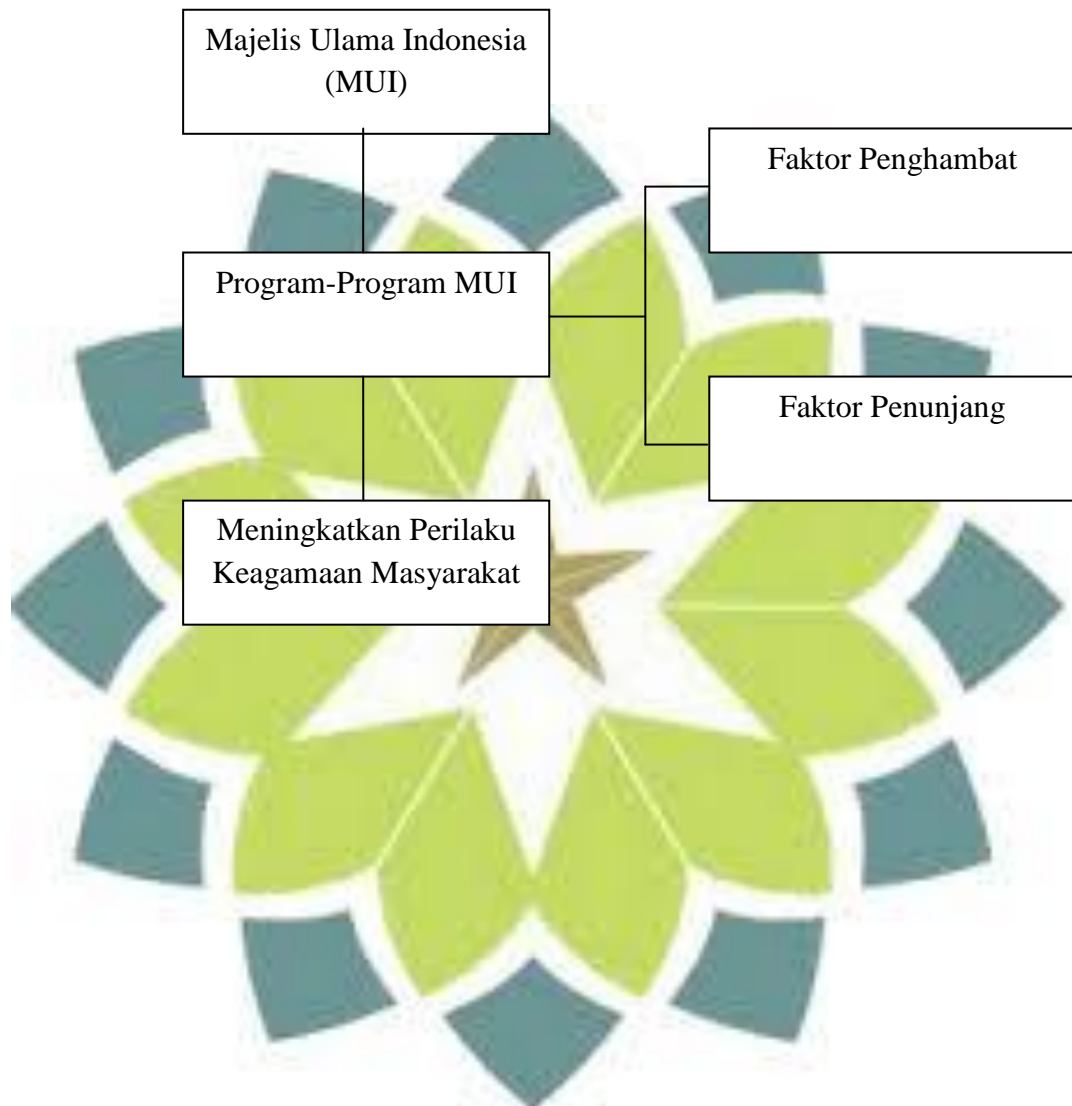 Majelis Ulama Indonesia
(MUI)
Faktor Penghambat
Program-Program MUI
Faktor Penunjang
Meningkatkan Perilaku
Keagamaan Masyarakat